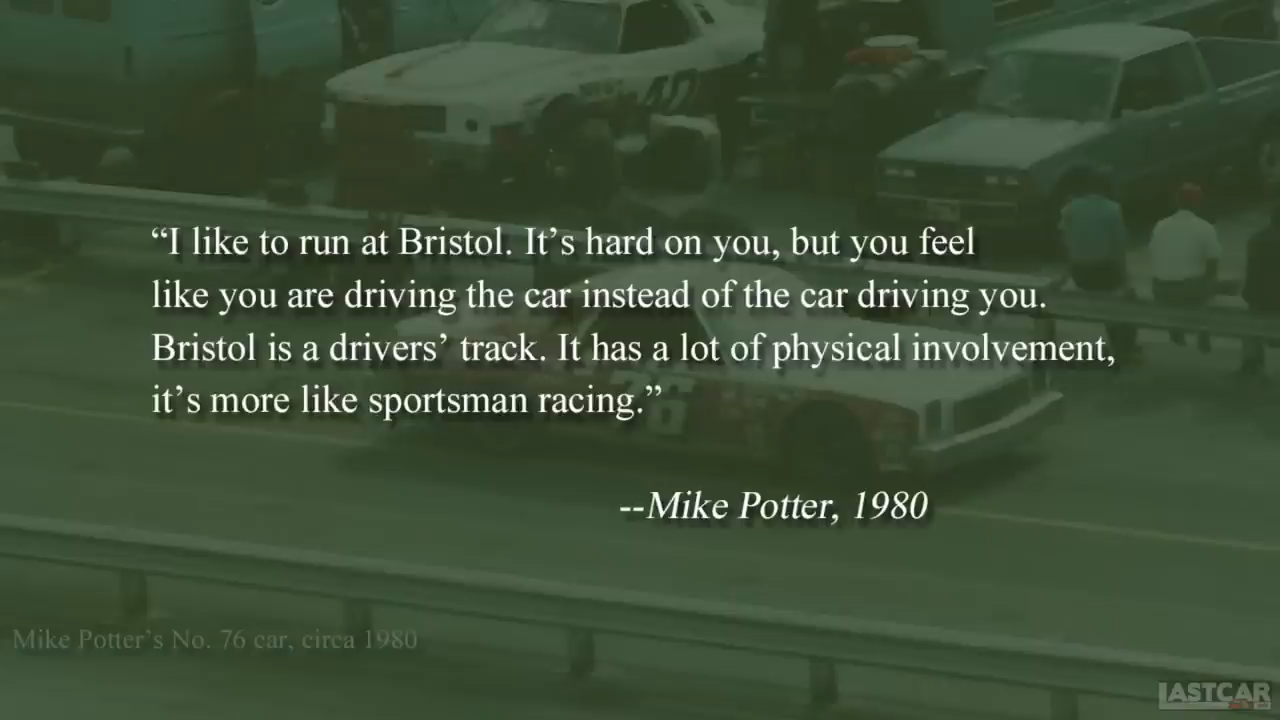 40
“I like to run at Bristol. It’s hard on you, but you feel
like you are driving the car instead of the car driving you.
Bristol is a drivers’ track. It has a lot of physical involvement,
it’s more like sportsman racing.”
76
--Mike Potter, 1980
Mike Potter’s No. 76 car, circa 1980
LASTCAR